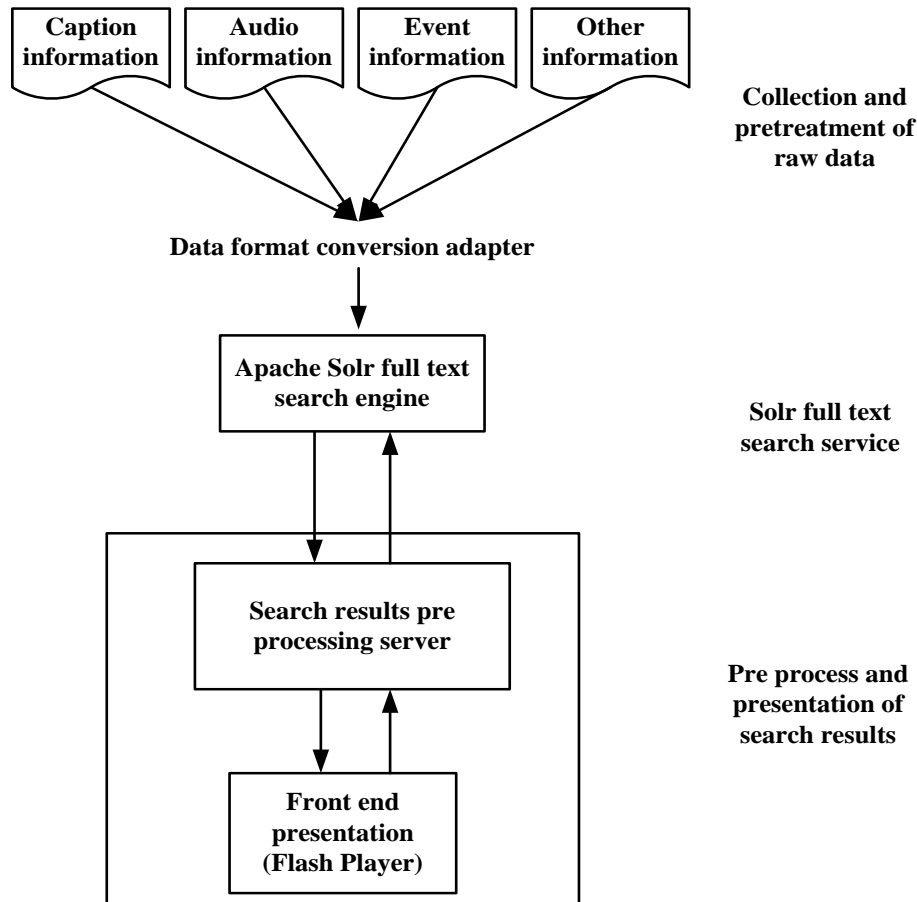 Caption
information
Audio
information
Event
information
Other
information
Collection and
pretreatment of
raw data
Data format conversion adapter
Apache Solr full text
search engine
Solr full text
search service
Search results pre
processing server
Pre process and
presentation of
search results
Front end
presentation
(Flash Player)